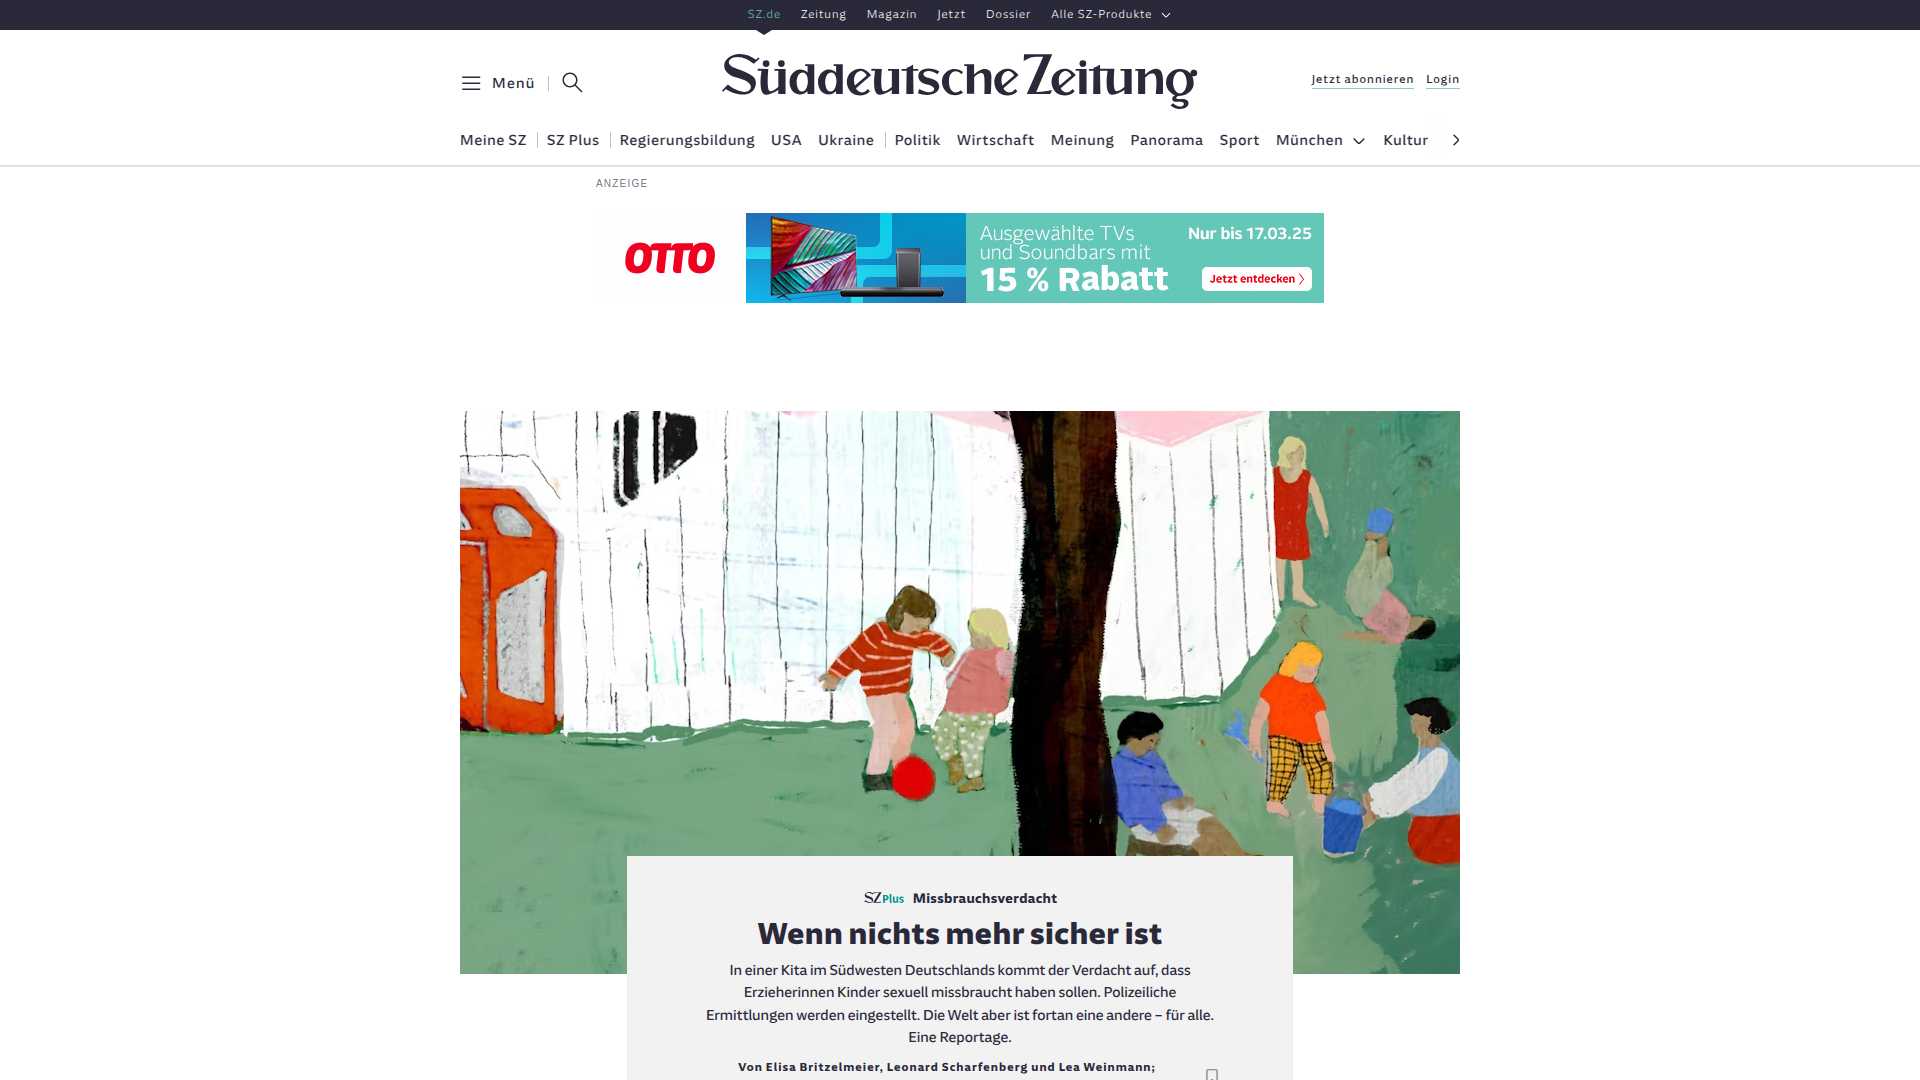 SZ.de Zeitung Magazin Jetzt Dossier Alle SZ-Produkte
Menü
Süddeutsche Zeitung
Jetzt abonnieren Login
Meine SZ SZ Plus Regierungsbildung USA Ukraine Politik Wirtschaft Meinung Panorama Sport München Kultur
ANZEIGE
OTTO
Ausgewählte TVs
und Soundbars mit
15 % Rabatt
Nur bis 17.03.25
Jetzt entdecken
SZ Plus Missbrauchsverdacht
Wenn nichts mehr sicher ist
In einer Kita im Südwesten Deutschlands kommt der Verdacht auf, dass
Erzieherinnen Kinder sexuell missbraucht haben sollen. Polizeiliche
Ermittlungen werden eingestellt. Die Welt aber ist fortan eine andere – für alle.
Eine Reportage.
Von Elisa Britzelmeier, Leonard Scharfenberg und Lea Weinmann;